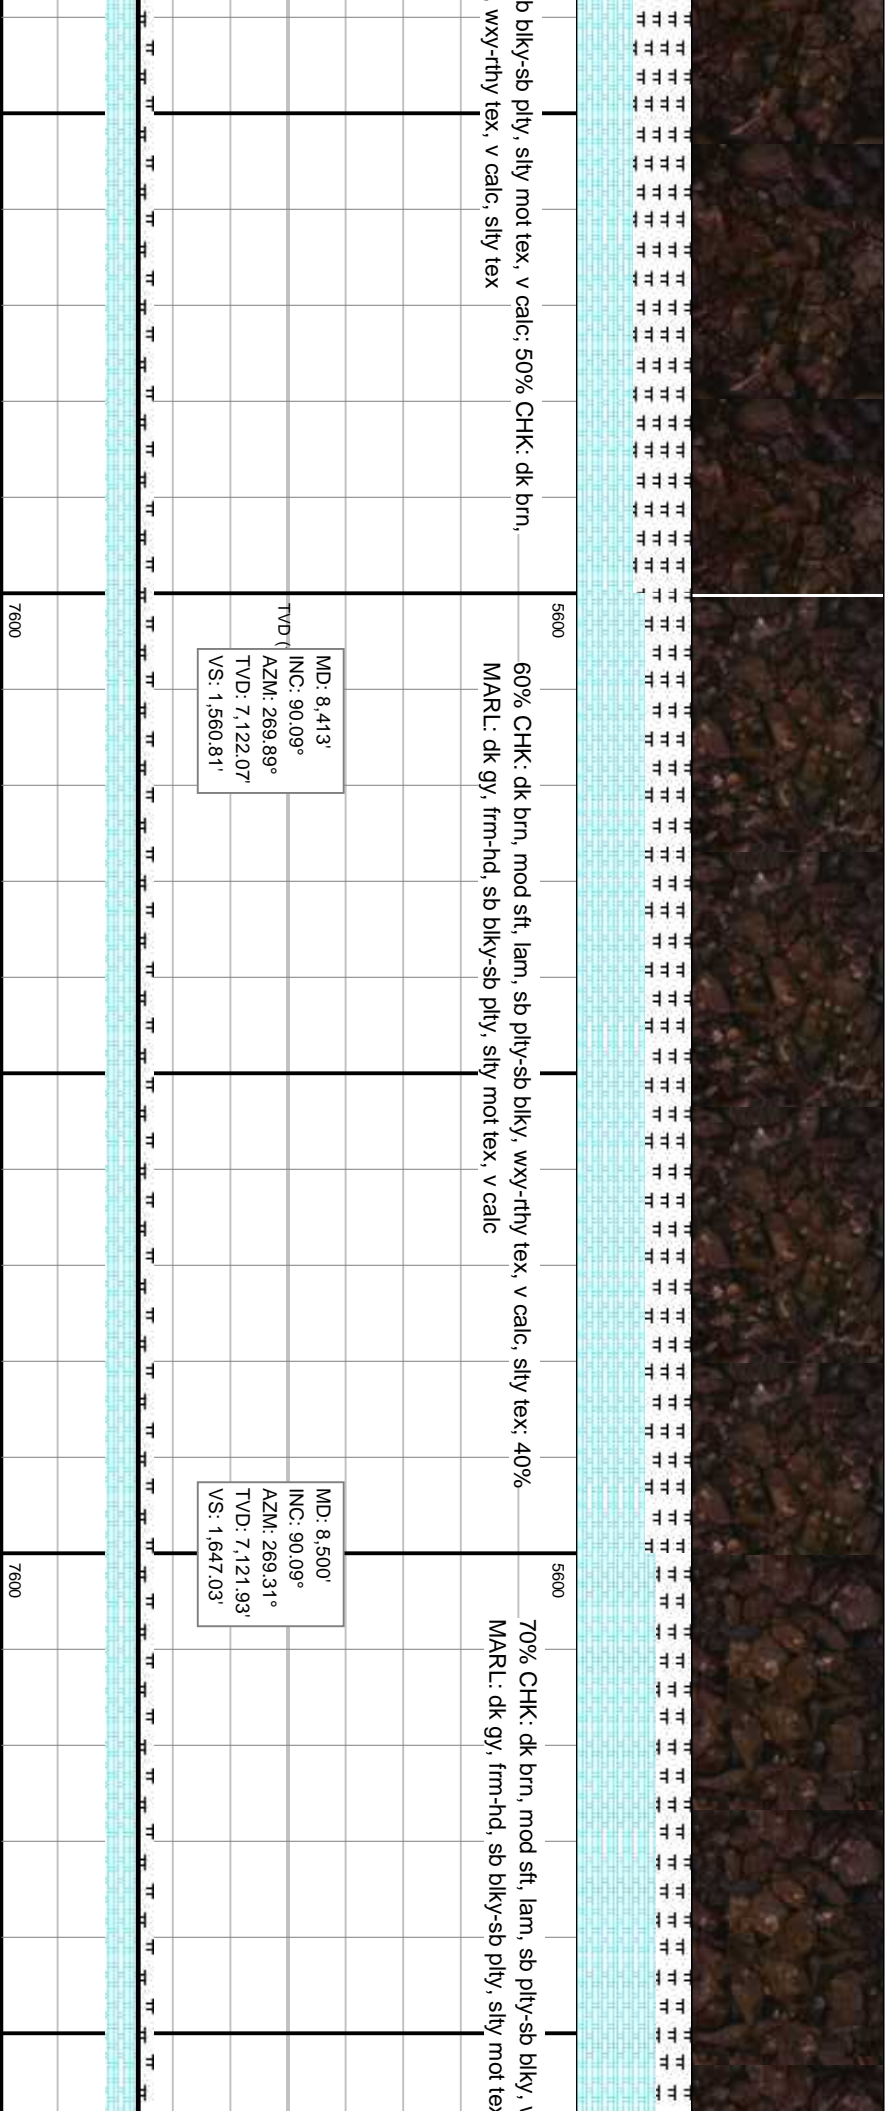 b blky-sb plty, slty mot tex, v calc; 50% CHK: dk brn,
, wxy-rthy tex, v calc, slty tex
5600
TVD (
7600
MD: 8,413'
INC: 90.09°
AZM: 269.89°
TVD: 7,122.07'
VS: 1,560.81'
60% CHK: dk brn, mod sft, lam, sb plty-sb blky, wxy-rthy tex, v calc, slty tex; 40%
MARL: dk gy, frm-hd, sb blky-sb plty, slty mot tex, v calc
MD: 8,500'
INC: 90.09°
AZM: 269.31°
TVD: 7,121.93'
VS: 1,647.03'
5600
7600
70% CHK: dk brn, mod sft, lam, sb plty-sb blky,
MARL: dk gy, frm-hd, sb blky-sb plty, slty mot tex